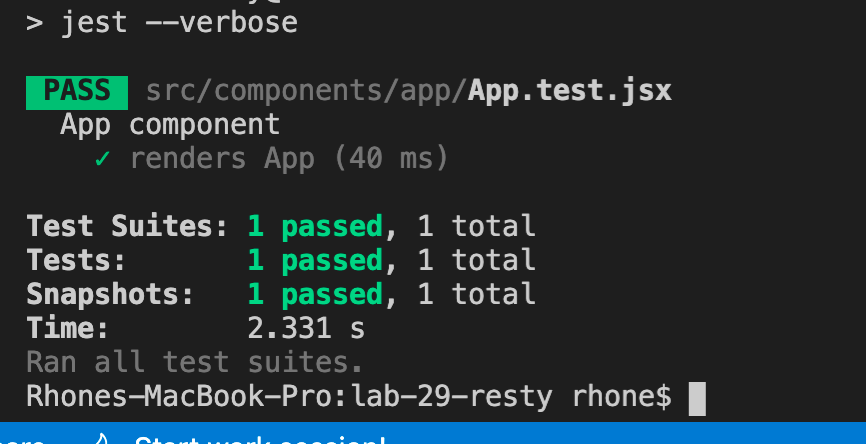 > jest --verbose
PASS src/components/app/App.test.jsx
App component
✓ renders App (40 ms)
Test Suites: 1 passed, 1 total
Tests: 1 passed, 1 total
Snapshots: 1 passed, 1 total
Time: 2.331 s
Ran all test suites.
Rhones-MacBook-Pro:lab-29-resty rhone$
Start work session!